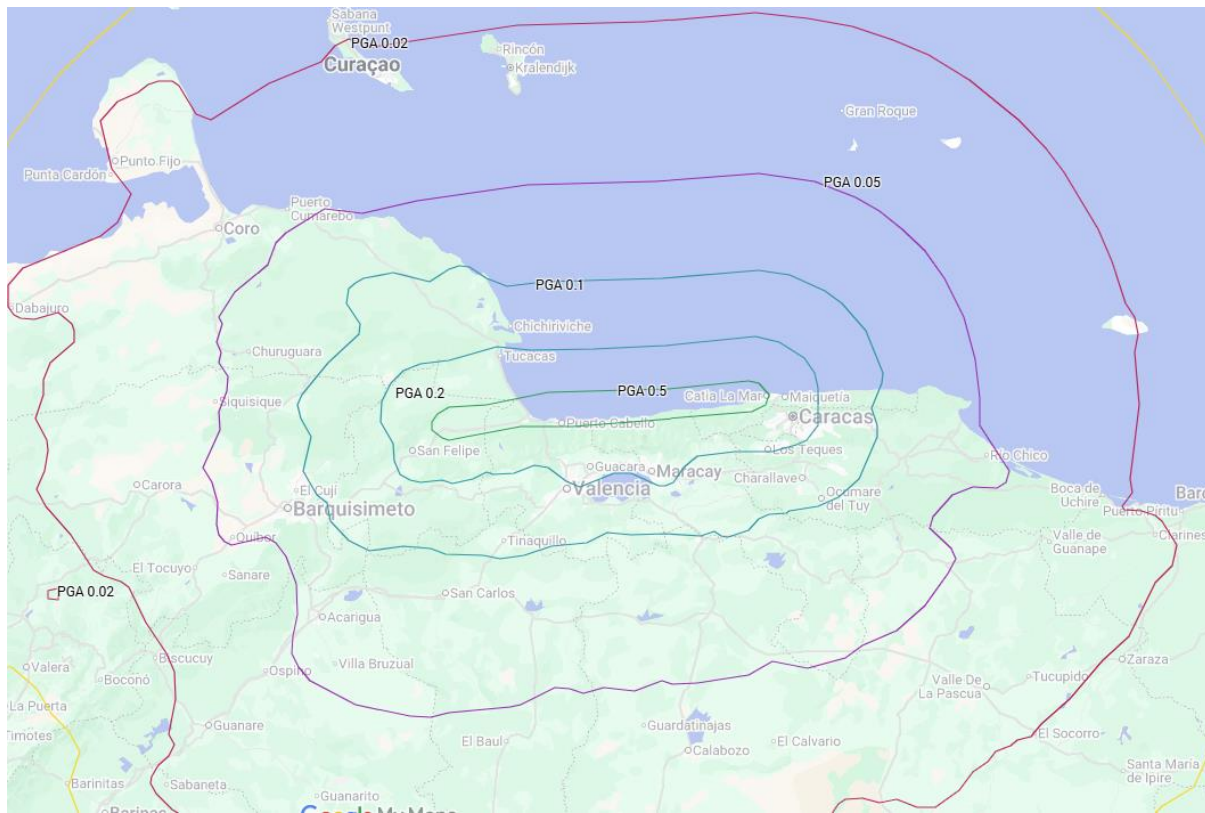 Sabana
Westpunt
PGA 0.02
Curaçao
Rincón
Kralendijk
Gran Roque
Punto Fijo
Punta Cardón
PGA 0.05
Puerto
Cumarebo
Coro
PGA 0.1
Dabajuro
Chichiriviche
Churuguara
Tucacas
PGA 0.2
PGA 0.5
Catia La Mar
Maiquetía
Siquisique
Puerto Cabello
Caracas
San Felipe
Los Teques
Río Chico
Guacara
Maracay
Charallave
Carora
El Cují
Valencia
Boca de
Uchire
Barquisimeto
Ocumare
del Tuy
Puerto Píritu
Quíbor
Tinaquillo
Valle de
Guanape
Clarines
El Tocuyo
Sanare
PGA 0.02
San Carlos
Acarigua
Valera
Biscucuy
Villa Bruzual
Ospino
Zaraza
Boconó
Tucupido
Valle De
La Pascua
La Puerta
Guanare
Guardatinajas
Timotes
El Baúl
Calabozo
El Calvario
El Socorro
Barinitas
Sabaneta
Santa María
de Ipire
Guanarito
Barinas
Google My Maps